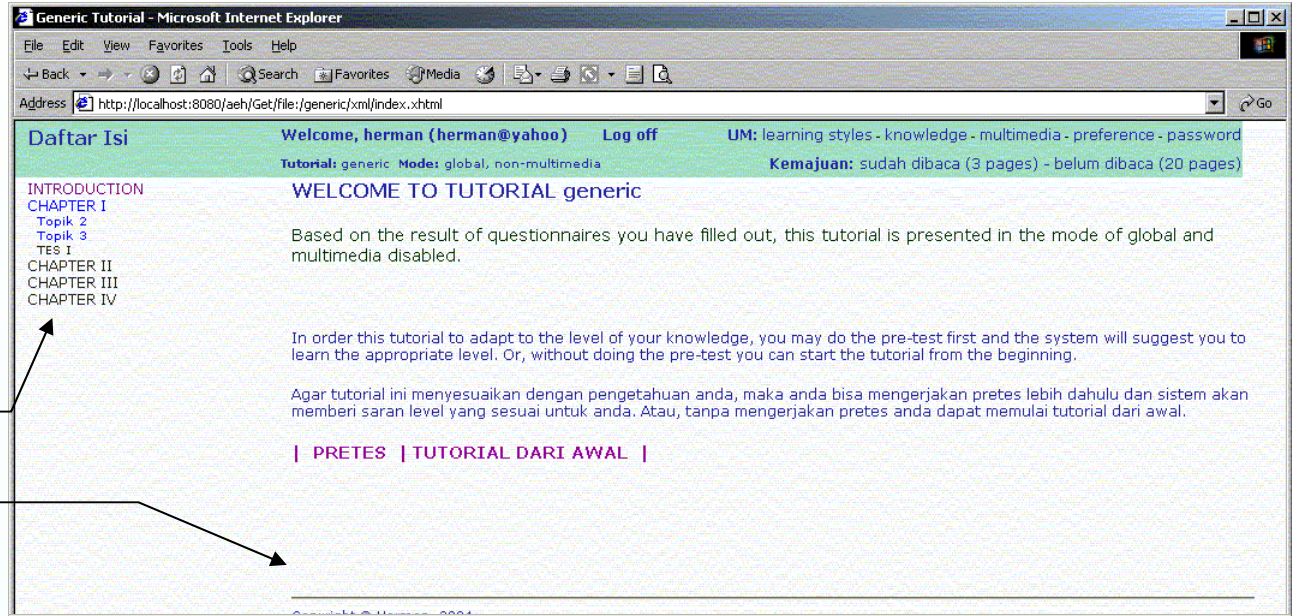 Generic Tutorial - Microsoft Internet Explorer
File Edit View Favorites Tools Help
Back Search Favorites Media
Address http://localhost:8080/aeh/Get/file:/generic/xml/index.xhtml Go
Daftar Isi
Welcome, herman (herman@yahoo) Log off UM: learning styles - knowledge - multimedia - preference - password
Tutorial: generic Mode: global, non-multimedia Kemajuan: sudah dibaca (3 pages) - belum dibaca (20 pages)
INTRODUCTION
CHAPTER I
Topik 2
Topik 3
TES I
CHAPTER II
CHAPTER III
CHAPTER IV
WELCOME TO TUTORIAL generic
Based on the result of questionnaires you have filled out, this tutorial is presented in the mode of global and
multimedia disabled.
In order this tutorial to adapt to the level of your knowledge, you may do the pre-test first and the system will suggest you to
learn the appropriate level. Or, without doing the pre-test you can start the tutorial from the beginning.
Agar tutorial ini menyesuaikan dengan pengetahuan anda, maka anda bisa mengerjakan pretes lebih dahulu dan sistem akan
memberi saran level yang sesuai untuk anda. Atau, tanpa mengerjakan pretes anda dapat memulai tutorial dari awal.
| PRETES | TUTORIAL DARI AWAL |
Copyright © Herman, 2004